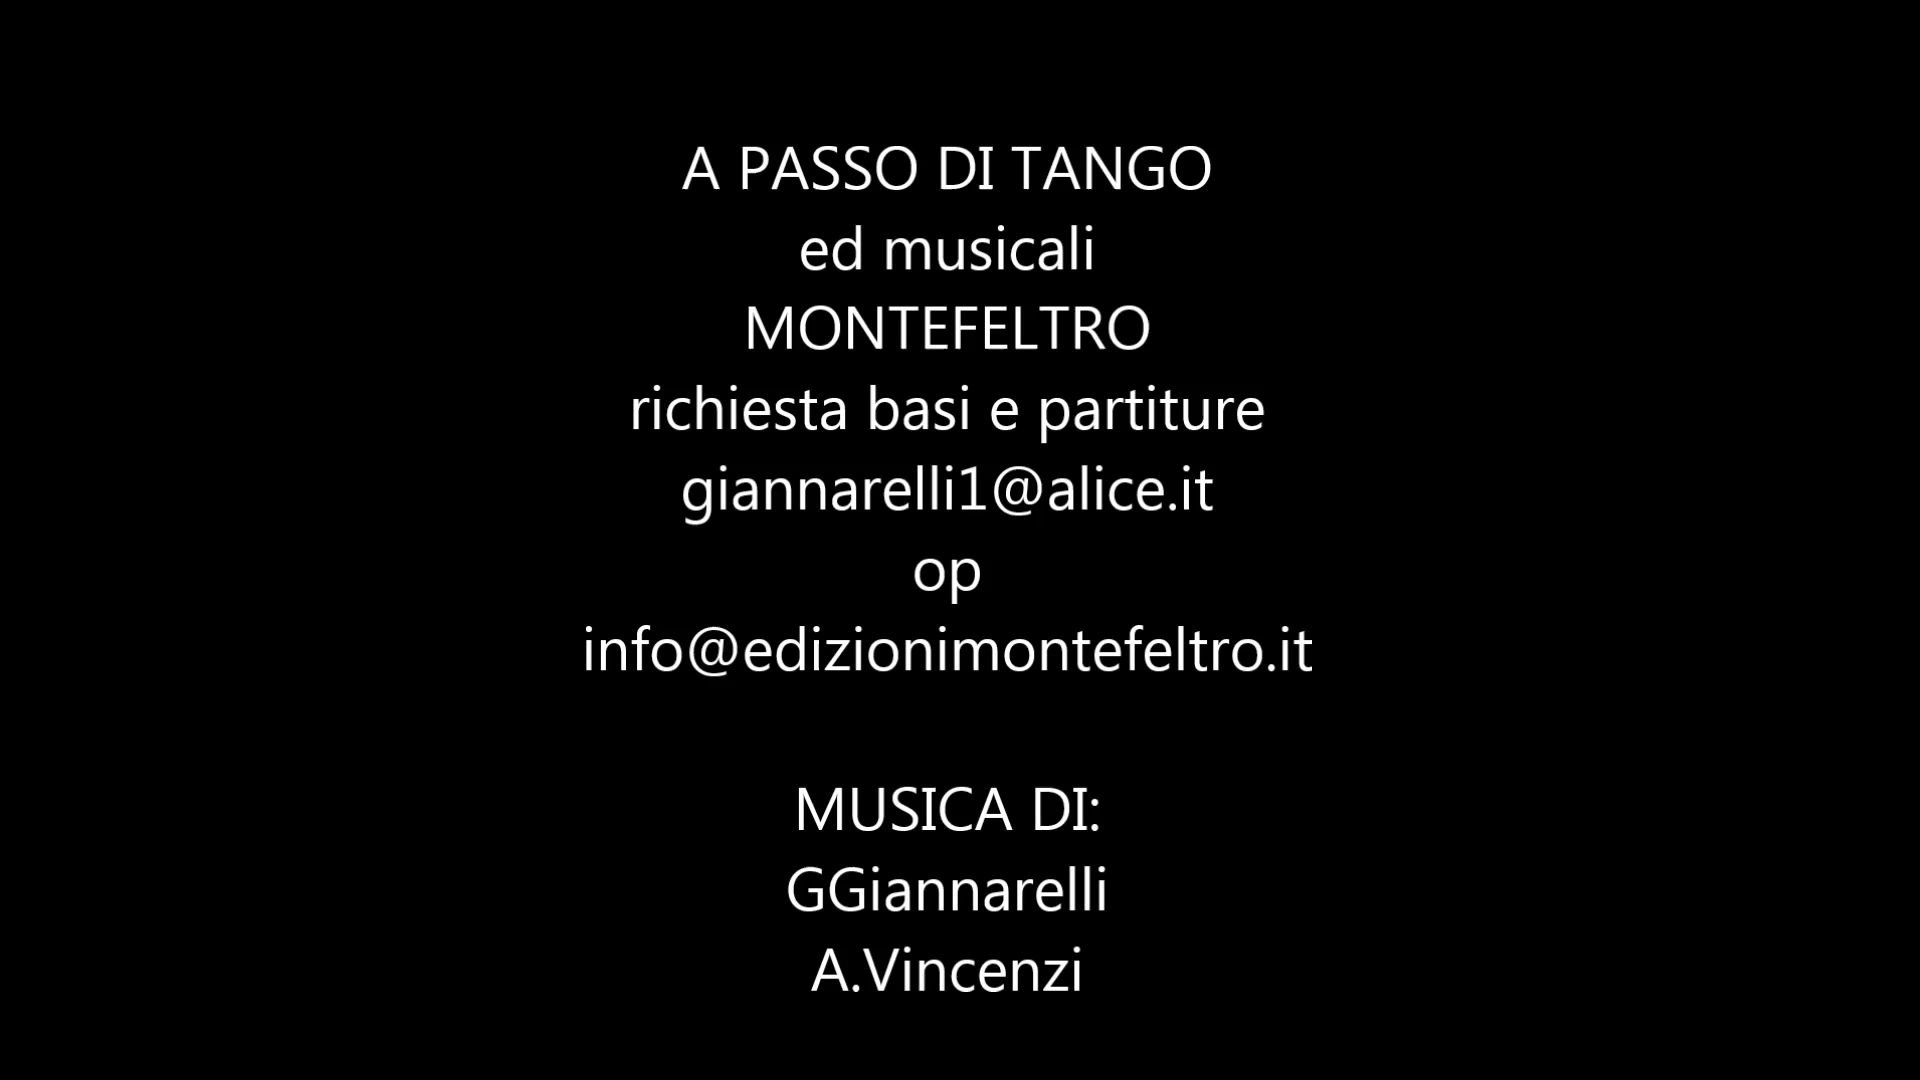 A PASSO DI TANGO
ed musicali
MONTEFELTRO
richiesta basi e partiture
giannarelli1@alice.it
op
info@edizionimontefeltro.it
MUSICA DI:
GGiannarelli
A.Vincenzi